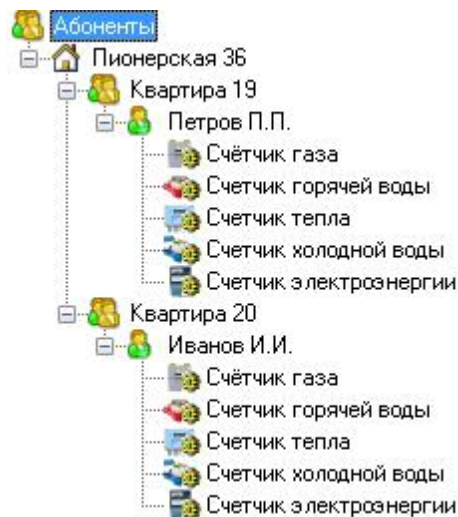 Абоненты
Пионерская 36
Квартира 19
Петров П.П.
Счётчик газа
Счетчик горячей воды
Счетчик тепла
Счетчик холодной воды
Счетчик электроэнергии
Квартира 20
Иванов И.И.
Счётчик газа
Счетчик горячей воды
Счетчик тепла
Счетчик холодной воды
Счетчик электроэнергии